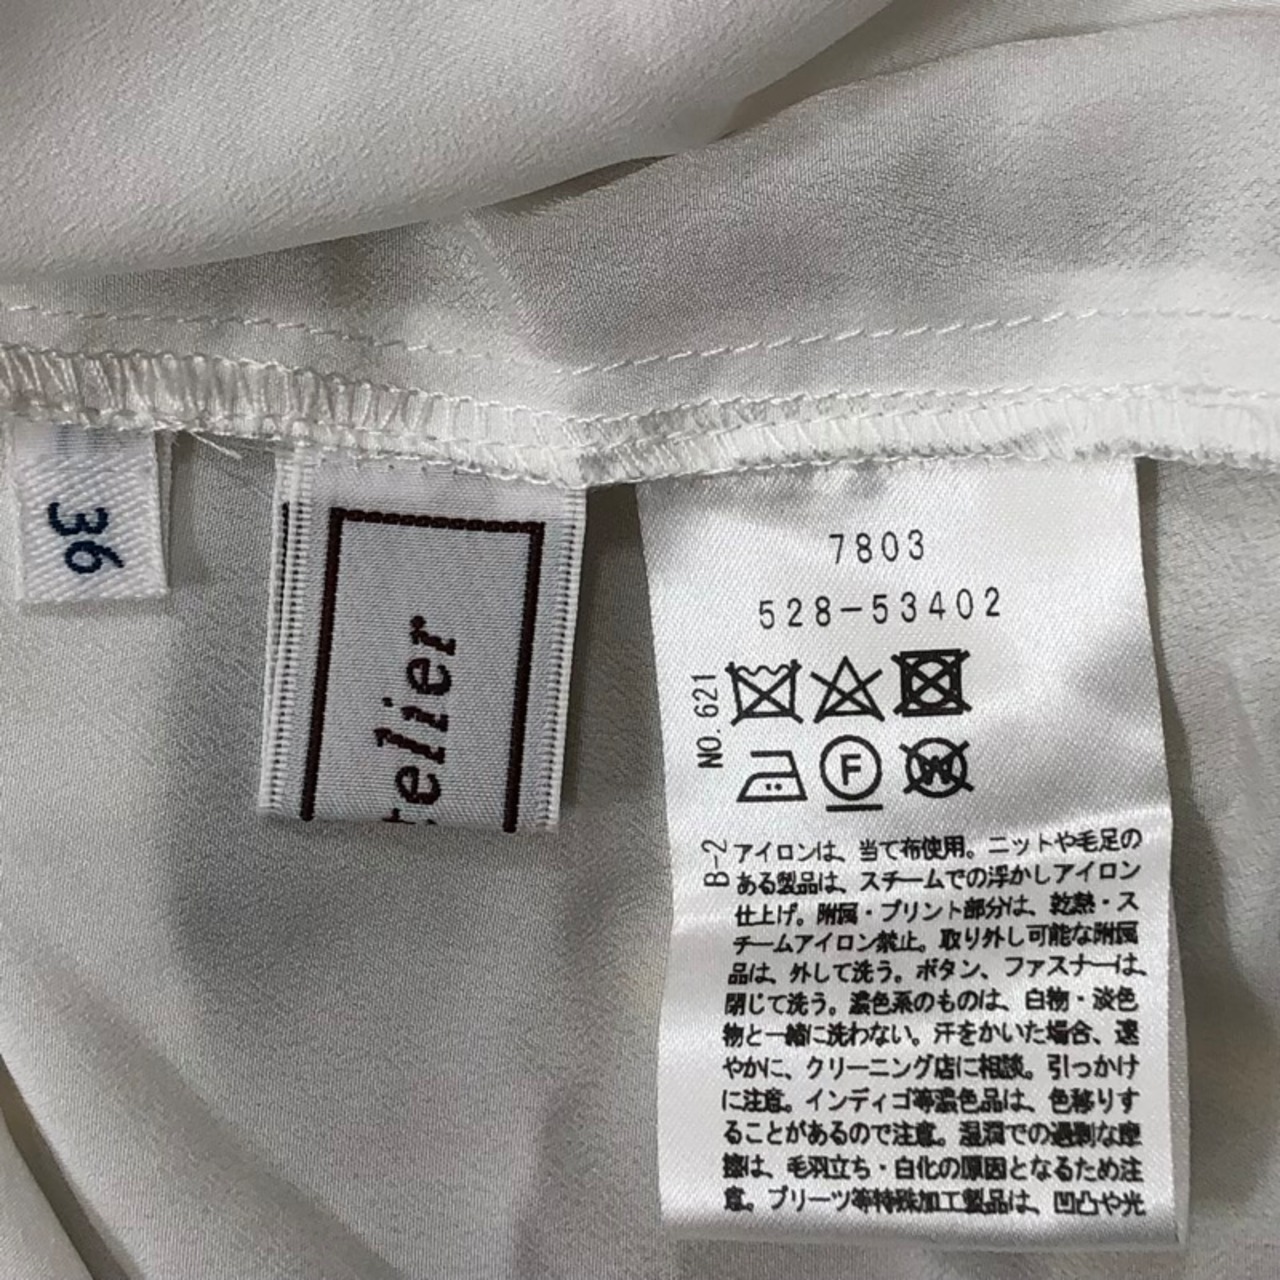 36
telier
7803
528-53402
NO. 621
F
W
B-2
アイロンは、当て布使用。ニットや毛足の
ある製品は、スチームでの浮かしアイロン
仕上げ。附属・プリント部分は、乾熱・ス
チームアイロン禁止。取り外し可能な附属
品は、外して洗う。ボタン、ファスナーは、
閉じて洗う。濃色系のものは、白物・淡色
物と一緒に洗わない。汗をかいた場合、速
やかに、クリーニング店に相談。引っかけ
に注意。インディゴ等濃色品は、色移りす
ることがあるので注意。湿潤での過剰な摩
擦は、毛羽立ち・白化の原因となるため注
意。プリーツ等特殊加工製品は、凹凸や光